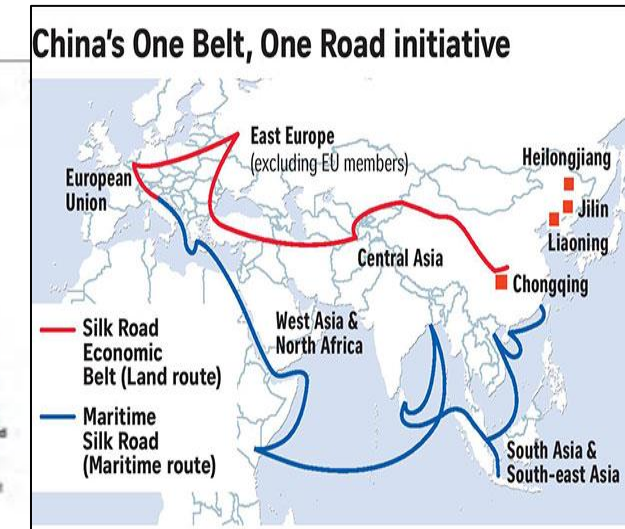 China's One Belt, One Road initiative
East Europe
(excluding EU members)
European
Union
Heilongjiang
Jilin
Liaoning
Central Asia
Chongqing
West Asia &
North Africa
Silk Road
Economic
Belt (Land route)
Maritime
Silk Road
(Maritime route)
South Asia &
South-east Asia